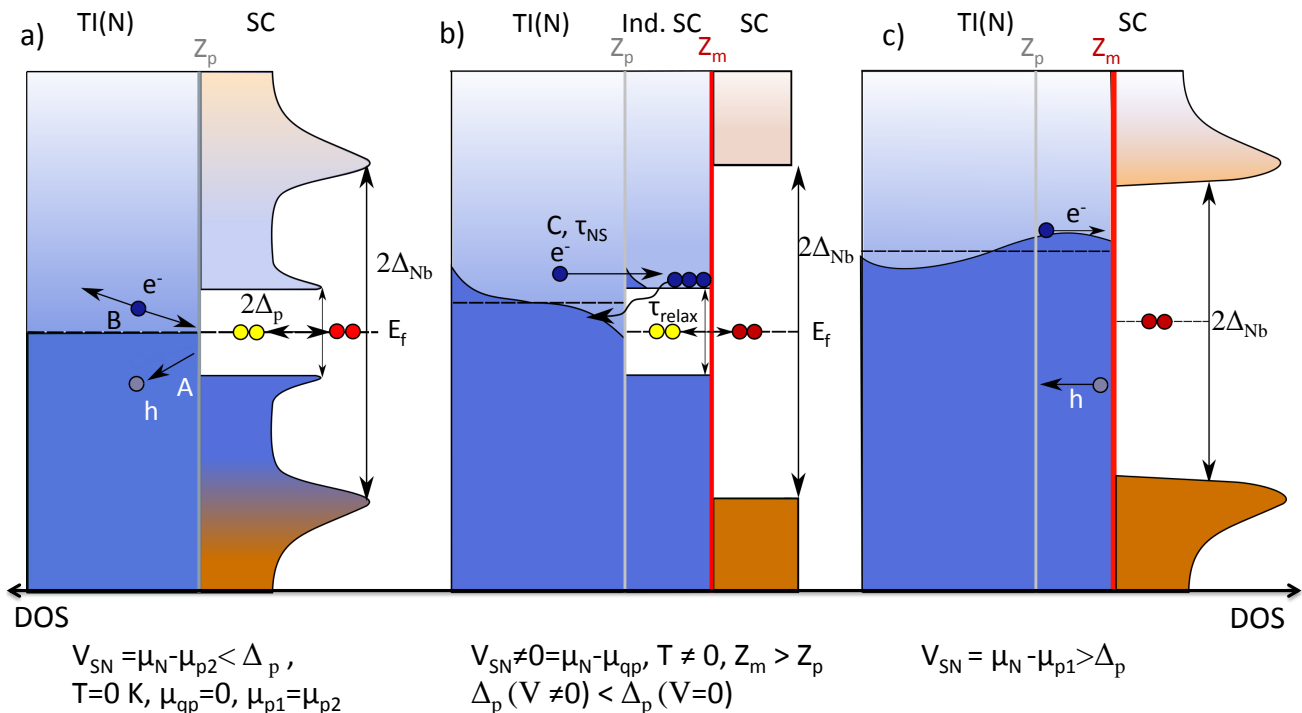 a)
TI(N)
SC
Z_p
e⁻
B
2Δ_p
h
A
2Δ_Nb
E_f
V_SN =μ_N-μ_p2< Δ_p ,
T=0 K, μ_qp=0, μ_p1=μ_p2
b)
TI(N)
Ind. SC
SC
Z_p
Z_m
C, τ_NS
e⁻
τ_relax
2Δ_Nb
E_f
V_SN≠0=μ_N-μ_qp, T ≠ 0, Z_m > Z_p
Δ_p (V ≠0) < Δ_p (V=0)
c)
TI(N)
SC
Z_p
Z_m
e⁻
h
2Δ_Nb
V_SN = μ_N-μ_p1>Δ_p
DOS
DOS